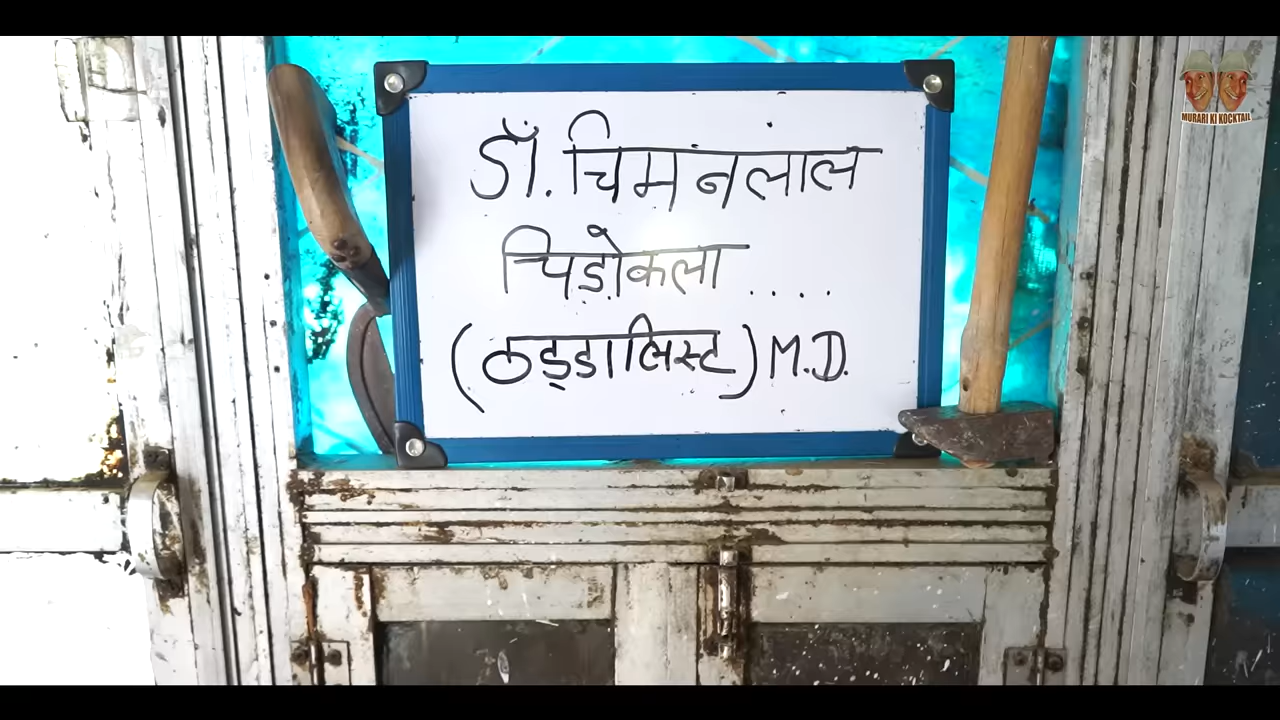 डॉ. चिमनलाल
चिडोकला ....
(ठड्डालिस्ट) M.D.
MURARI KI KOCKTAIL